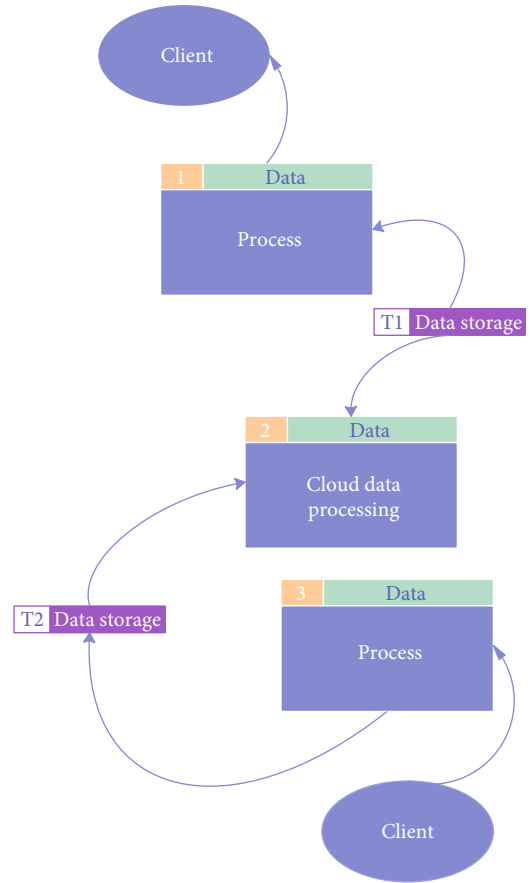 Client
1 Data
Process
T1 Data storage
2 Data
Cloud data
processing
3 Data
T2 Data storage
Process
Client